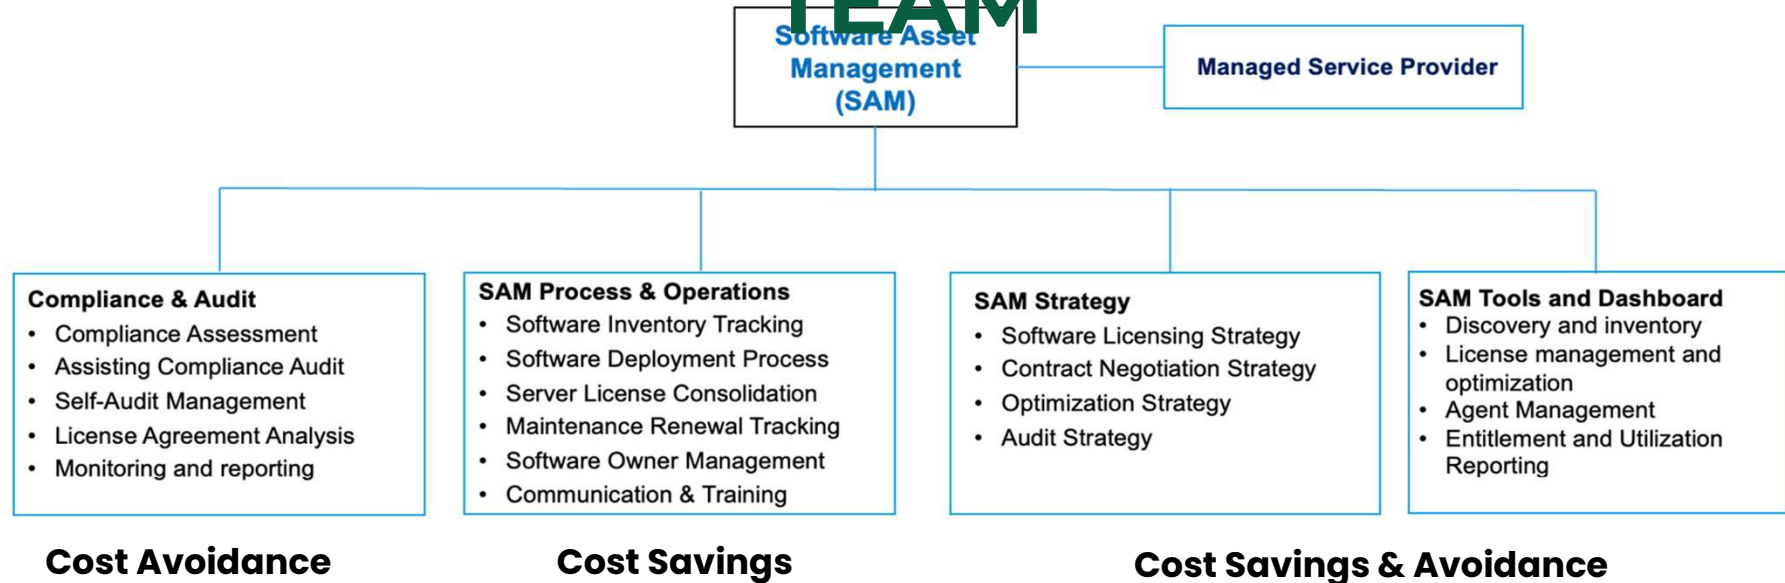 TEAM
Software Asset
Management
(SAM)
Managed Service Provider
Compliance & Audit
• Compliance Assessment
• Assisting Compliance Audit
• Self-Audit Management
• License Agreement Analysis
• Monitoring and reporting
SAM Process & Operations
• Software Inventory Tracking
• Software Deployment Process
• Server License Consolidation
• Maintenance Renewal Tracking
• Software Owner Management
• Communication & Training
SAM Strategy
• Software Licensing Strategy
• Contract Negotiation Strategy
• Optimization Strategy
• Audit Strategy
SAM Tools and Dashboard
• Discovery and inventory
• License management and
optimization
• Agent Management
• Entitlement and Utilization
Reporting
Cost Avoidance
Cost Savings
Cost Savings & Avoidance